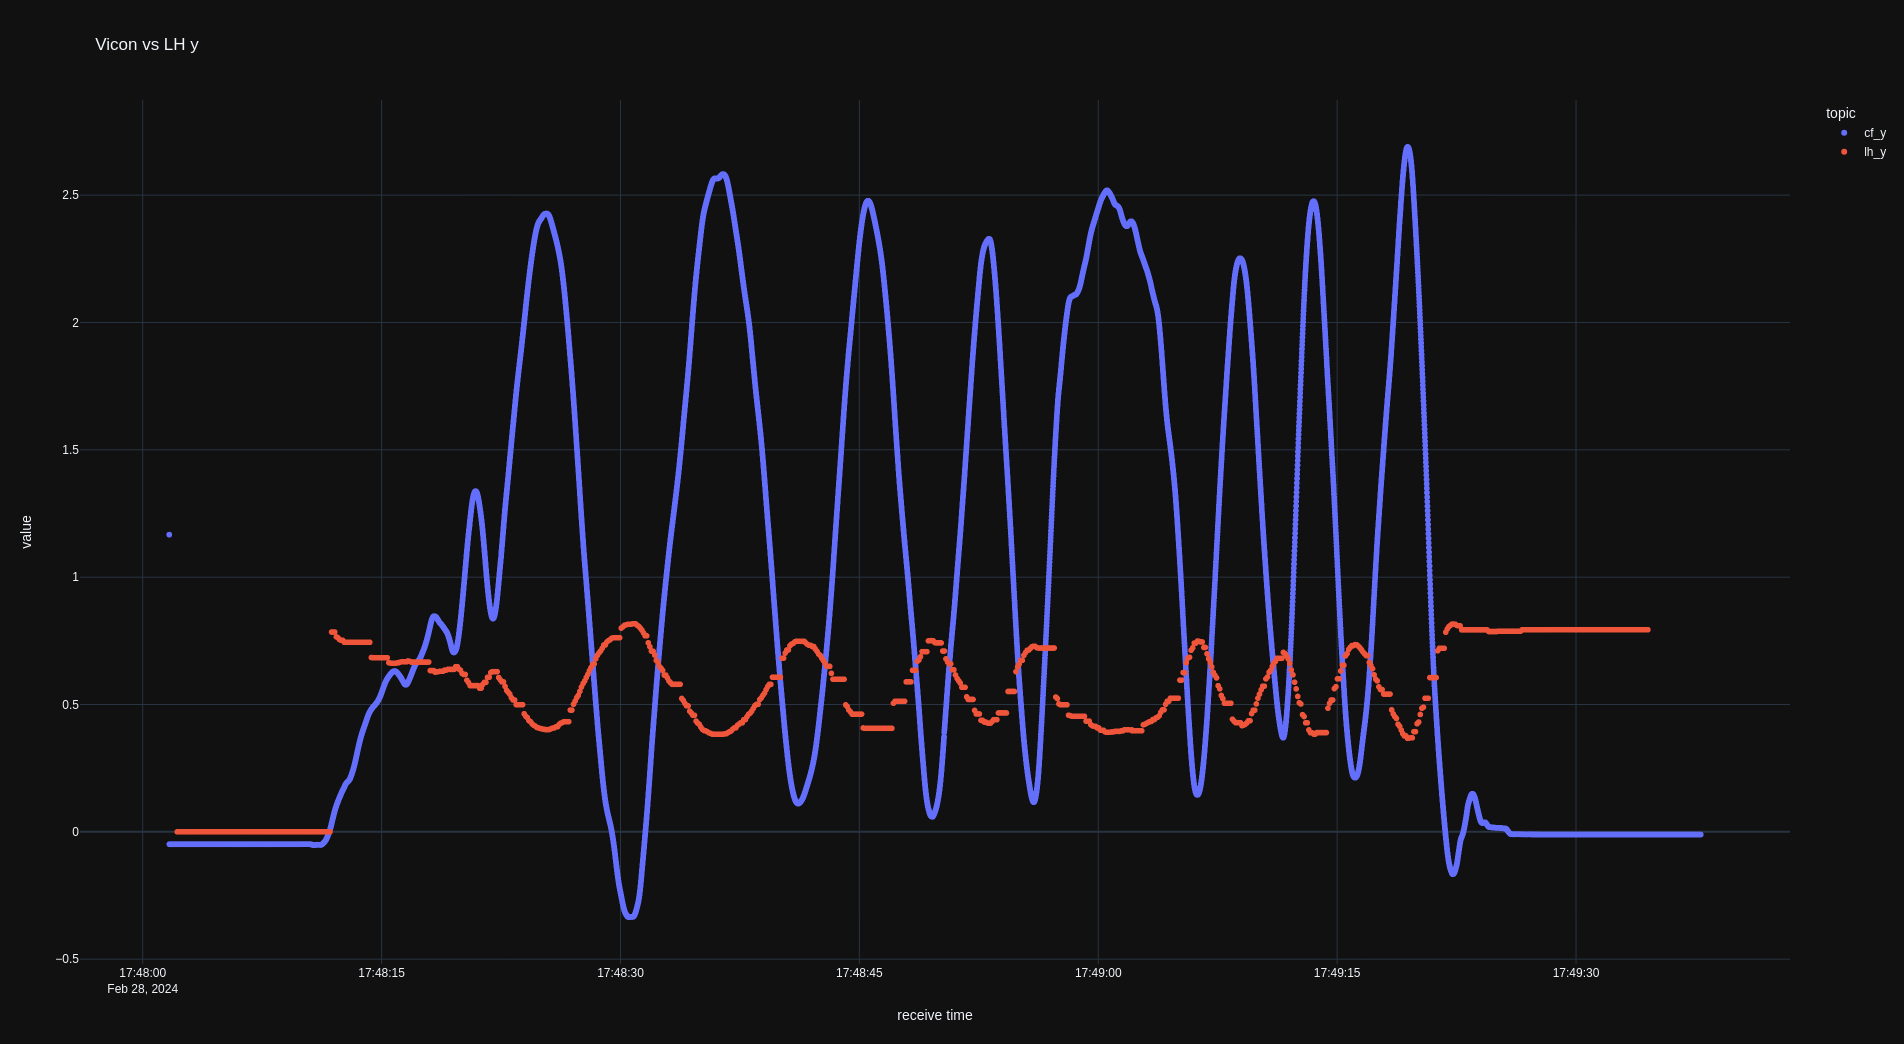 Vicon vs LH y
topic
cf_y
lh_y
value
2.5
2
1.5
1
0.5
0
−0.5
17:48:00
Feb 28, 2024
17:48:15
17:48:30
17:48:45
17:49:00
17:49:15
17:49:30
receive time